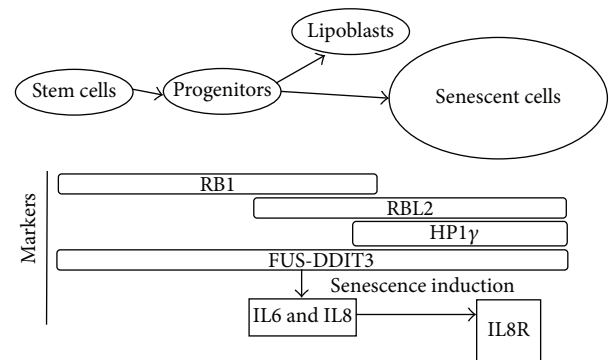 Lipoblasts
Stem cells
Progenitors
Senescent cells
Markers
RB1
RBL2
HP1γ
FUS-DDIT3
Senescence induction
IL6 and IL8
IL8R